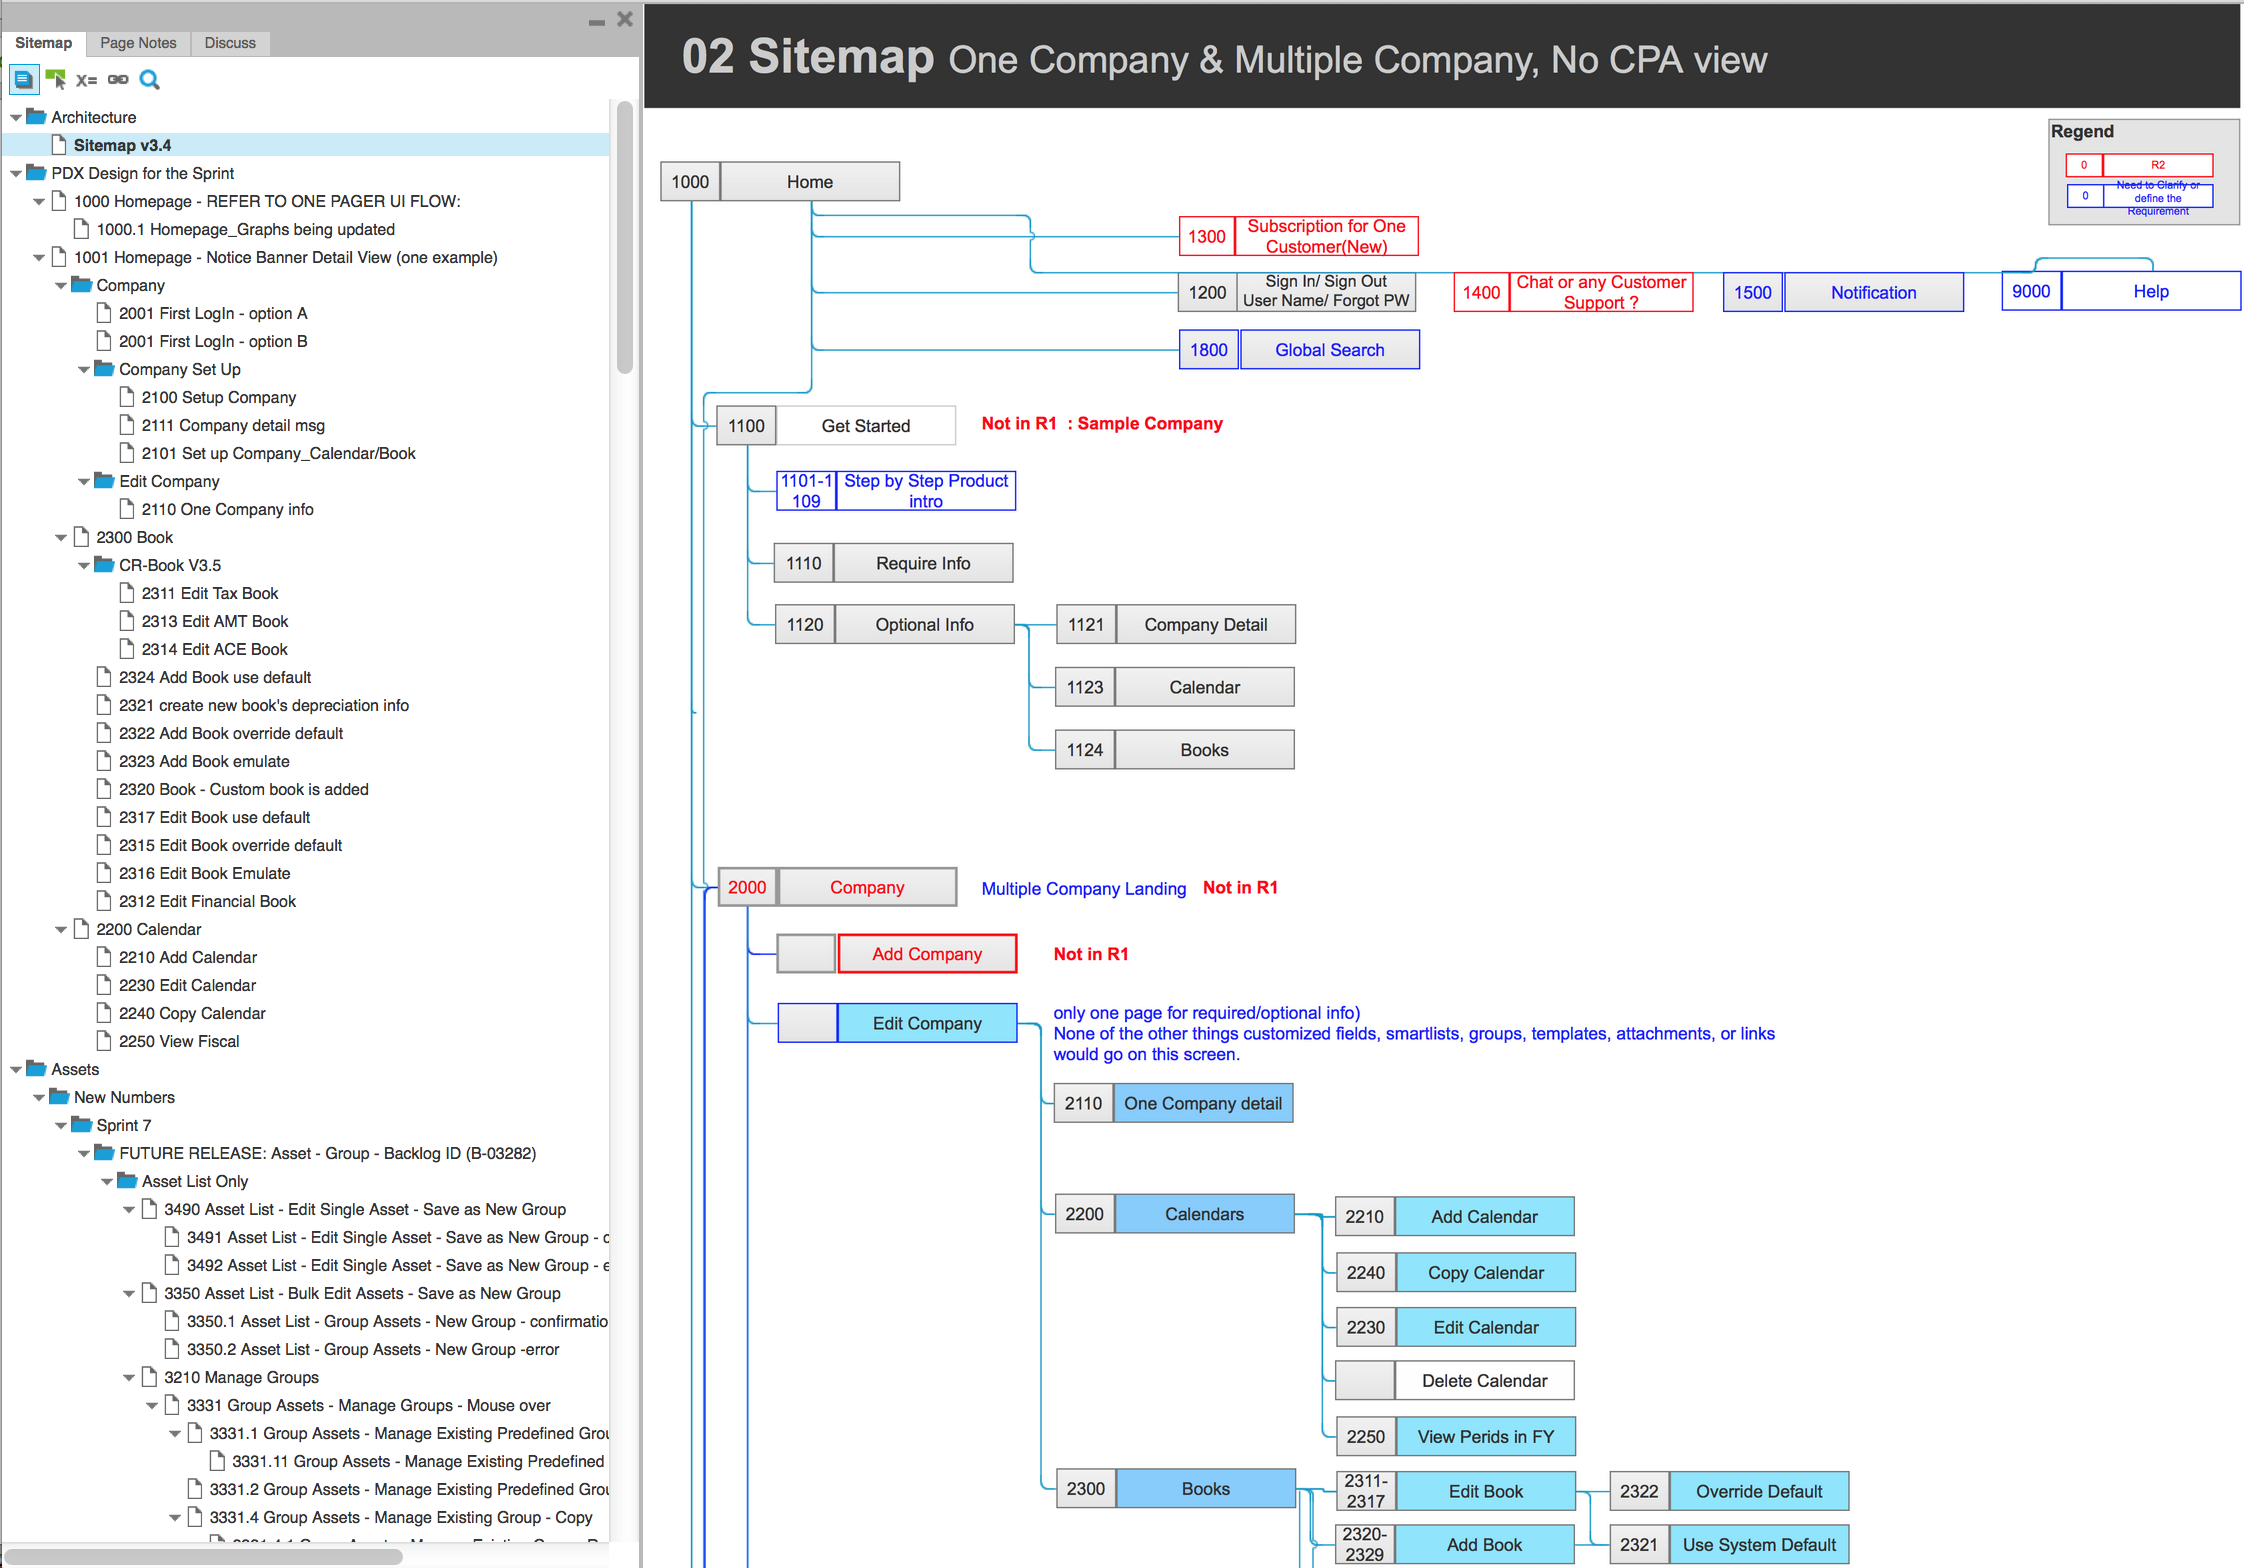 Sitemap
Page Notes
Discuss
X=
Architecture
Sitemap v3.4
PDX Design for the Sprint
1000 Homepage - REFER TO ONE PAGER UI FLOW:
1000.1 Homepage_Graphs being updated
1001 Homepage - Notice Banner Detail View (one example)
Company
2001 First LogIn - option A
2001 First LogIn - option B
Company Set Up
2100 Setup Company
2111 Company detail msg
2101 Set up Company_Calendar/Book
Edit Company
2110 One Company info
2300 Book
CR-Book V3.5
2311 Edit Tax Book
2313 Edit AMT Book
2314 Edit ACE Book
2324 Add Book use default
2321 create new book's depreciation info
2322 Add Book override default
2323 Add Book emulate
2320 Book - Custom book is added
2317 Edit Book use default
2315 Edit Book override default
2316 Edit Book Emulate
2312 Edit Financial Book
2200 Calendar
2210 Add Calendar
2230 Edit Calendar
2240 Copy Calendar
2250 View Fiscal
Assets
New Numbers
Sprint 7
FUTURE RELEASE: Asset - Group - Backlog ID (B-03282)
Asset List Only
3490 Asset List - Edit Single Asset - Save as New Group
3491 Asset List - Edit Single Asset - Save as New Group - c
3492 Asset List - Edit Single Asset - Save as New Group - e
3350 Asset List - Bulk Edit Assets - Save as New Group
3350.1 Asset List - Group Assets - New Group - confirmatio
3350.2 Asset List - Group Assets - New Group -error
3210 Manage Groups
3331 Group Assets - Manage Groups - Mouse over
3331.1 Group Assets - Manage Existing Predefined Grou
3331.11 Group Assets - Manage Existing Predefined
3331.2 Group Assets - Manage Existing Predefined Grou
3331.4 Group Assets - Manage Existing Group - Copy
02 Sitemap One Company & Multiple Company, No CPA view
Regend
0 R2
0 Need to Clarify or
define the
Requirement
1000 Home
1300 Subscription for One
Customer(New)
1200 Sign In/ Sign Out
User Name/ Forgot PW
1400 Chat or any Customer
Support ?
1500 Notification
9000 Help
1800 Global Search
1100 Get Started
Not in R1 : Sample Company
1101-1
109
Step by Step Product
intro
1110 Require Info
1120 Optional Info
1121 Company Detail
1123 Calendar
1124 Books
2000 Company
Multiple Company Landing Not in R1
Add Company
Not in R1
Edit Company
only one page for required/optional info)
None of the other things customized fields, smartlists, groups, templates, attachments, or links
would go on this screen.
2110 One Company detail
2200 Calendars
2210 Add Calendar
2240 Copy Calendar
2230 Edit Calendar
Delete Calendar
2250 View Perids in FY
2300 Books
2311-
2317
Edit Book
2322 Override Default
2320-
2329
Add Book
2321 Use System Default